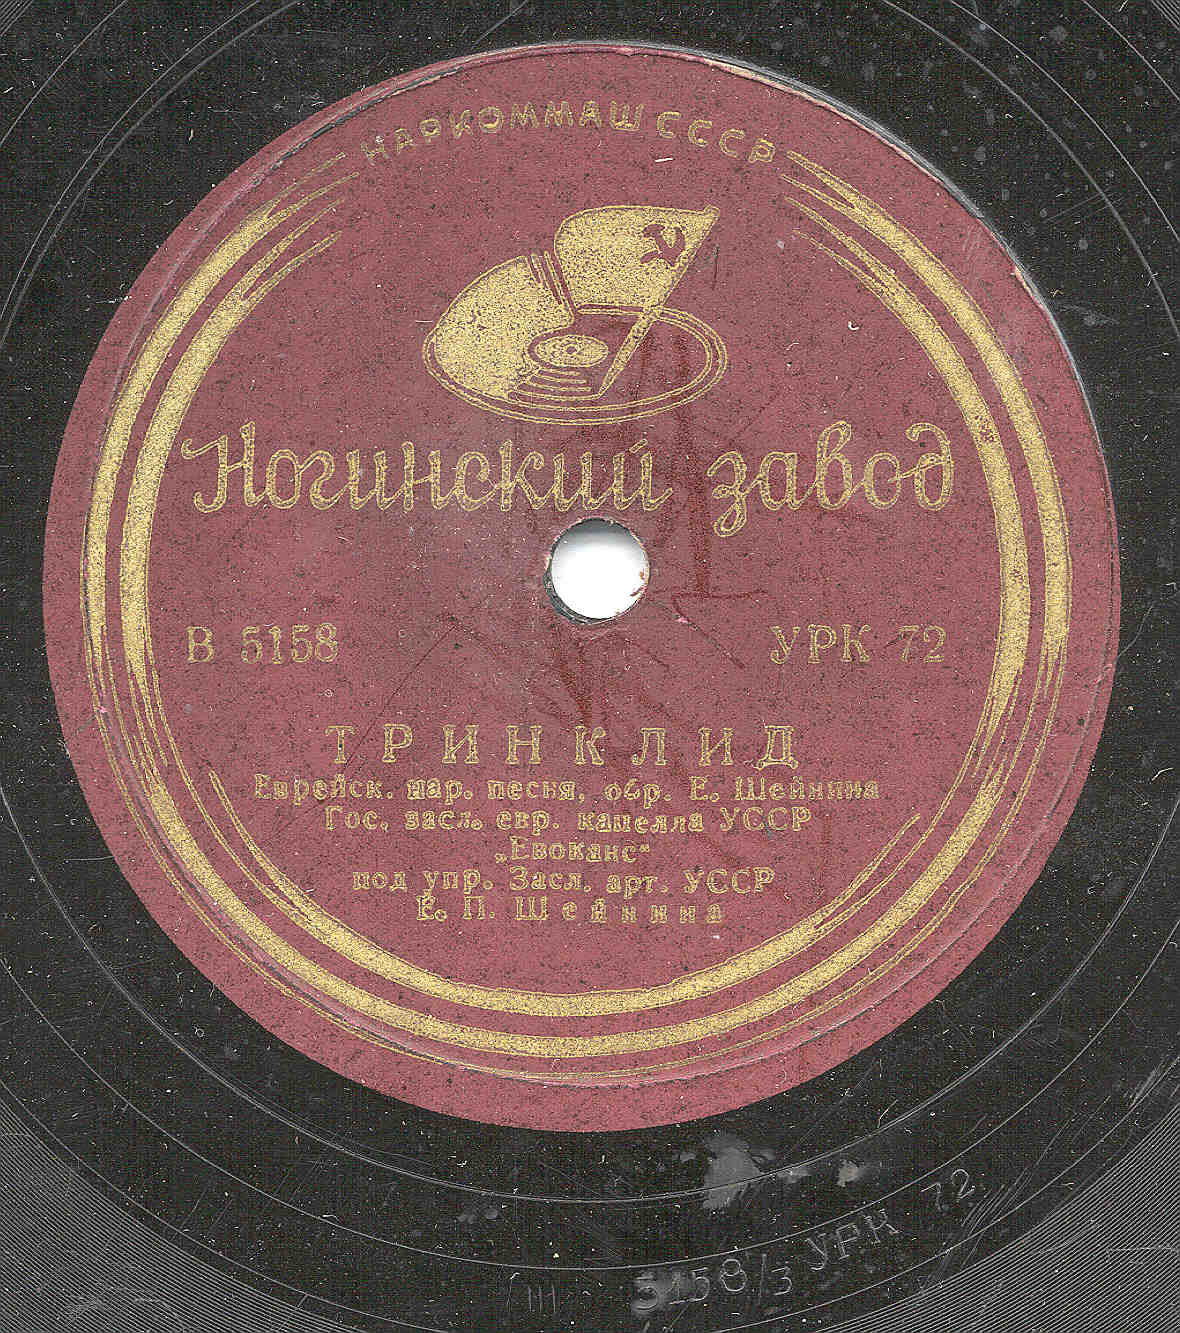 НАРКОММАШ СССР
Ногинский завод
В 5158 УРК 72
ТРИНКЛИД
Еврейск. нар. песня, обр. Е. Шейнина
Гос. засл. евр. капелла УССР
„Евоканс“
под упр. Засл. арт. УССР
Е. П. Шейнина
III 5158/3 УРК 72